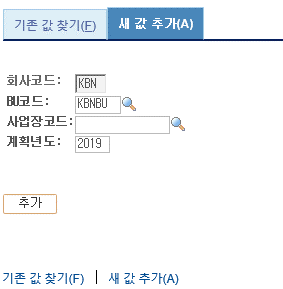 기존 값 찾기(F) 새 값 추가(A)
회사코드: KBN
BU코드: KBNBU
사업장코드:
계획년도: 2019
추가
기존 값 찾기(F) | 새 값 추가(A)